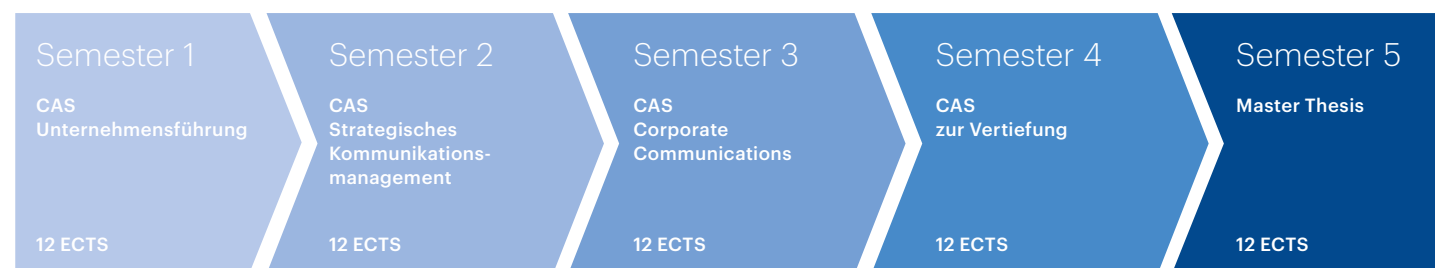 Semester 1
CAS
Unternehmensführung
12 ECTS
Semester 2
CAS
Strategisches
Kommunikations-
management
12 ECTS
Semester 3
CAS
Corporate
Communications
12 ECTS
Semester 4
CAS
zur Vertiefung
12 ECTS
Semester 5
Master Thesis
12 ECTS